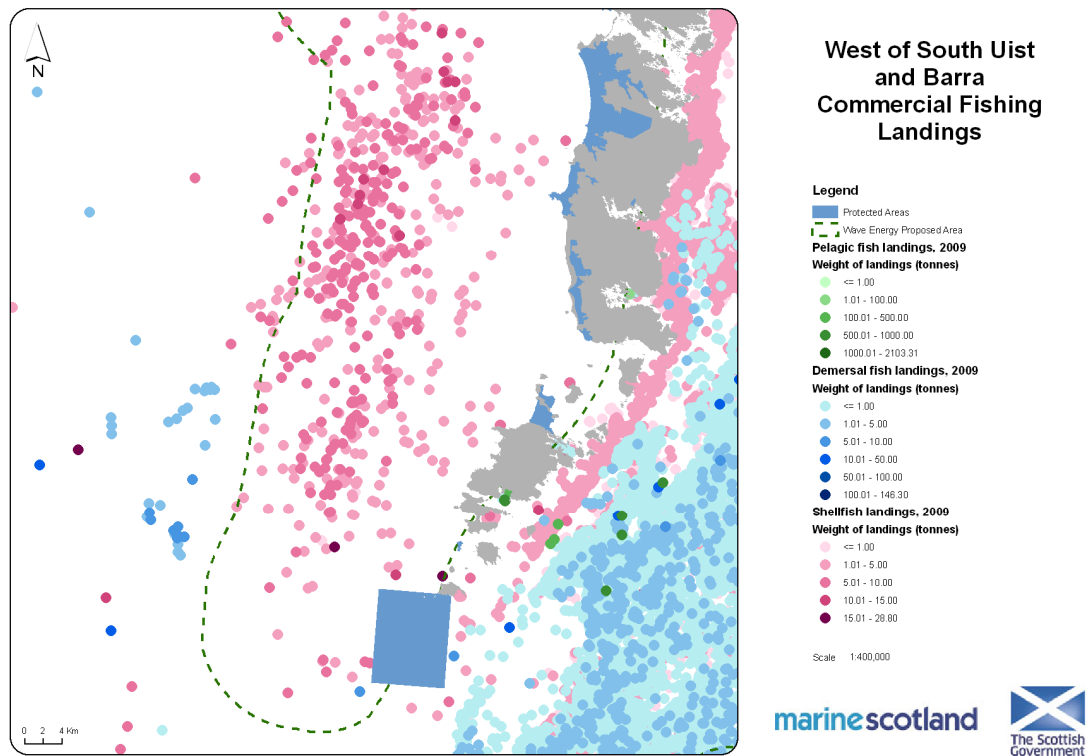 N
0 2 4 Km
West of South Uist
and Barra
Commercial Fishing
Landings
Legend
Protected Areas
Wave Energy Proposed Area
Pelagic fish landings, 2009
Weight of landings (tonnes)
<= 1.00
1.01 - 100.00
100.01 - 500.00
500.01 - 1000.00
1000.01 - 2103.31
Demersal fish landings, 2009
Weight of landings (tonnes)
<= 1.00
1.01 - 5.00
5.01 - 10.00
10.01 - 50.00
50.01 - 100.00
100.01 - 146.30
Shellfish landings, 2009
Weight of landings (tonnes)
<= 1.00
1.01 - 5.00
5.01 - 10.00
10.01 - 15.00
15.01 - 28.80
Scale 1:400,000
marinescotland
The Scottish
Government